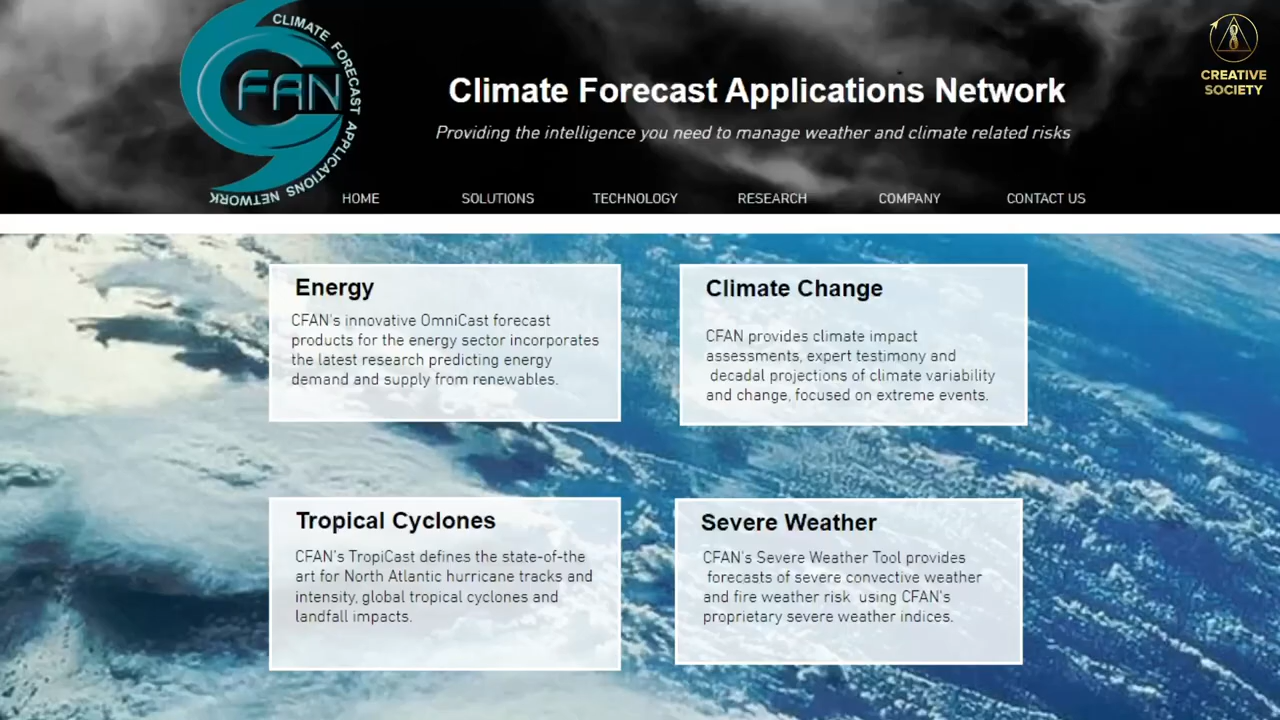 CLIMATE FORECAST APPLICATIONS NETWORK
CFAN
Climate Forecast Applications Network
Providing the intelligence you need to manage weather and climate related risks
CREATIVE
SOCIETY
HOME SOLUTIONS TECHNOLOGY RESEARCH COMPANY CONTACT US
Energy
CFAN's innovative OmniCast forecast
products for the energy sector incorporates
the latest research predicting energy
demand and supply from renewables.
Climate Change
CFAN provides climate impact
assessments, expert testimony and
decadal projections of climate variability
and change, focused on extreme events.
Tropical Cyclones
CFAN's TropiCast defines the state-of-the
art for North Atlantic hurricane tracks and
intensity, global tropical cyclones and
landfall impacts.
Severe Weather
CFAN's Severe Weather Tool provides
forecasts of severe convective weather
and fire weather risk using CFAN's
proprietary severe weather indices.